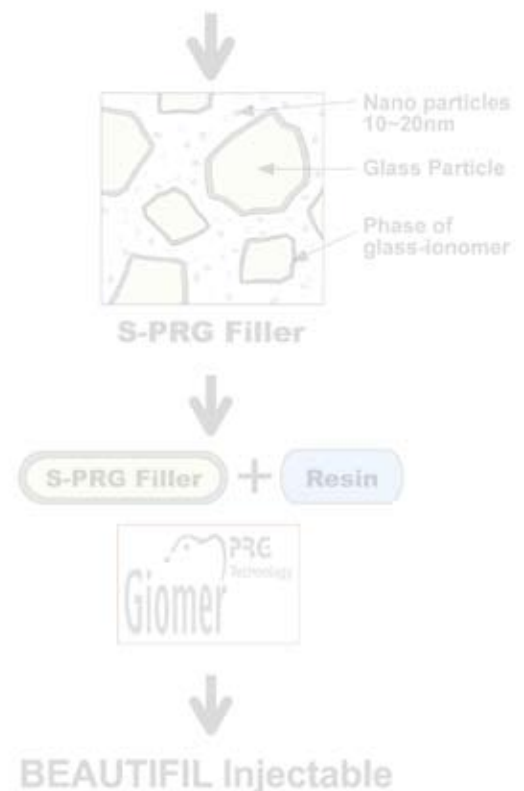 Nano particles
10~20nm
Glass Particle
Phase of
glass-ionomer
S-PRG Filler
S-PRG Filler + Resin
PRG
Technology
Giomer
BEAUTIFIL Injectable